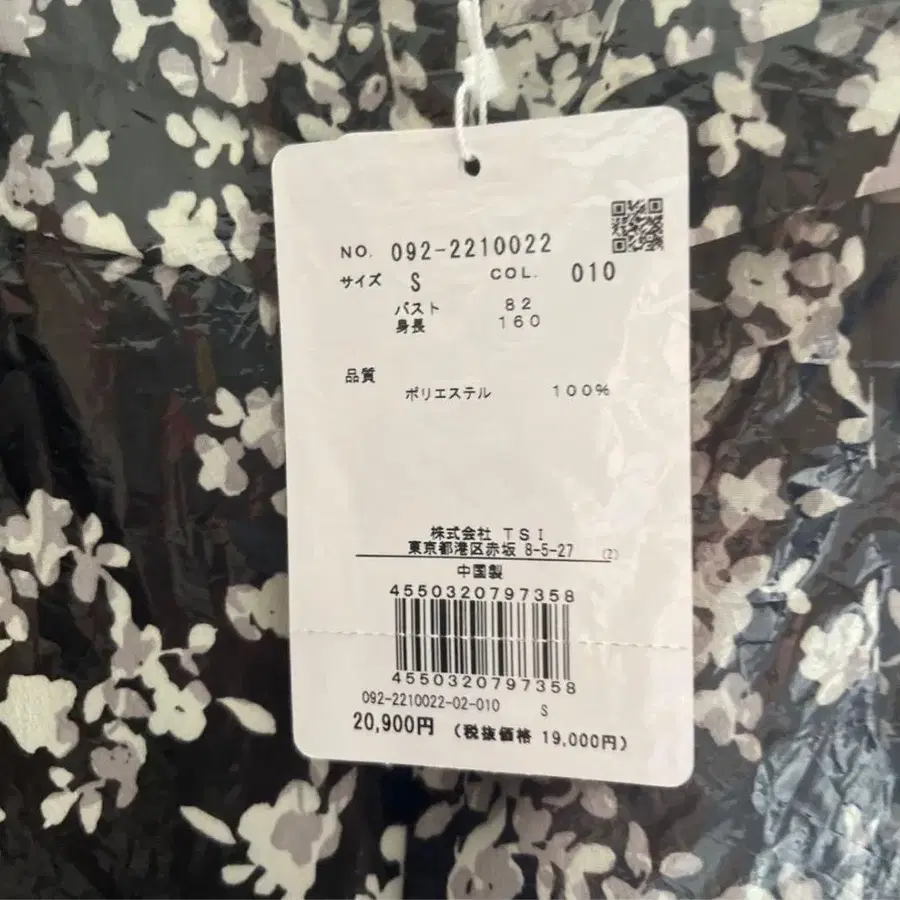 NO. 092-2210022
サイズ S COL. 010
バスト 82
身長 160
品質
ポリエステル 100%
株式会社 TSI
東京都港区赤坂 8-5-27 (2)
中国製
4550320797358
4550320797358
092-2210022-02-010 S
20,900円 (税抜価格 19,000円)